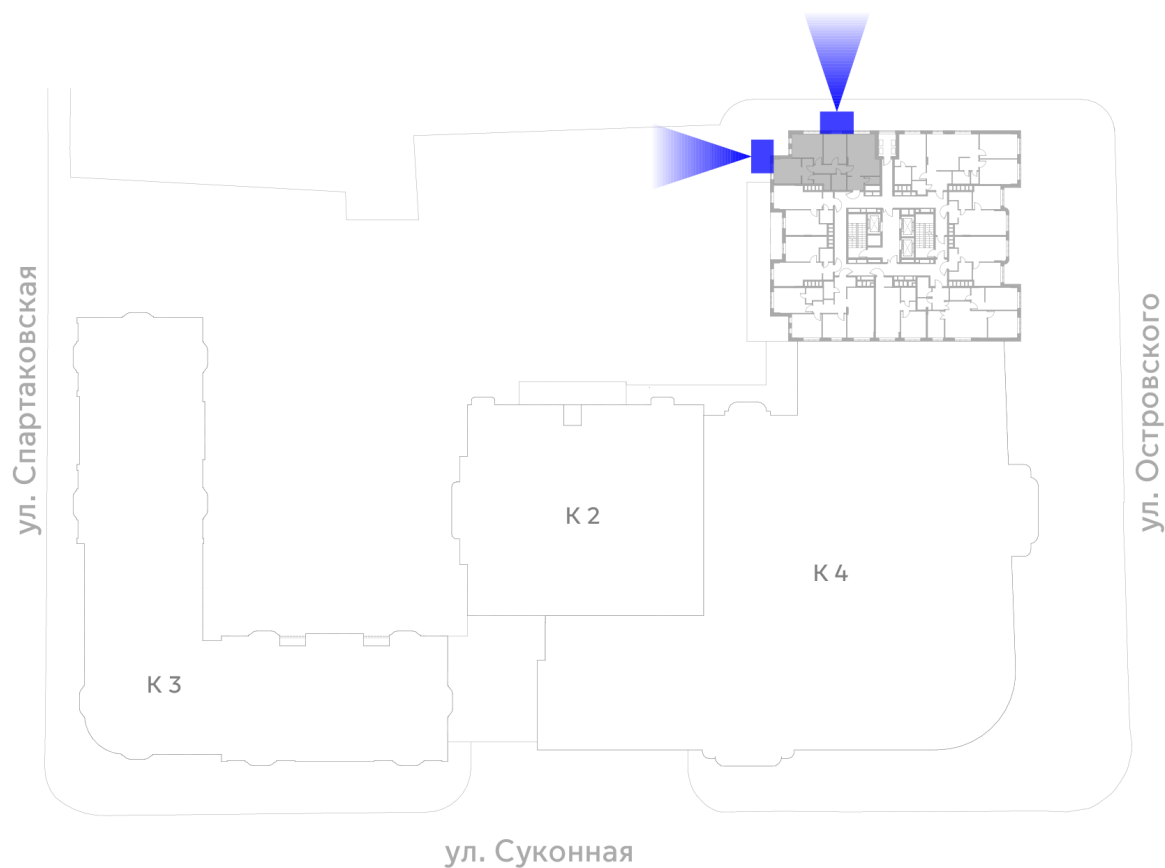 ул. Спартаковская
ул. Островского
К 2
К 4
К 3
ул. Суконная